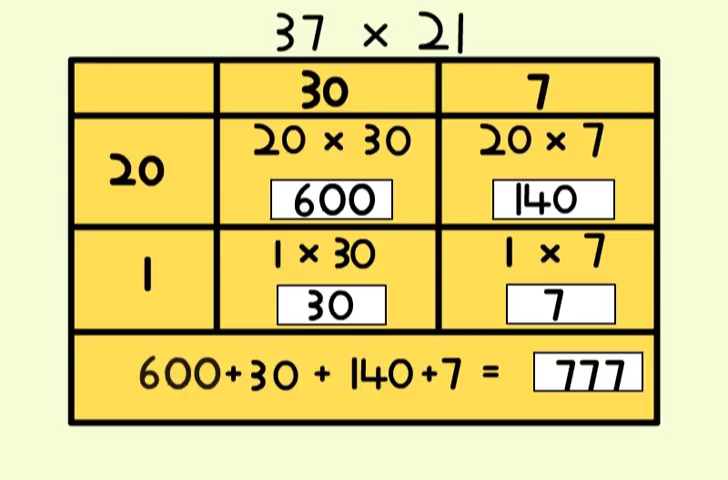 37 × 21
30 7
20 × 30 20 × 7
20
600 140
1 × 30 1 × 7
1
30 7
600+30 + 140+7 = 777